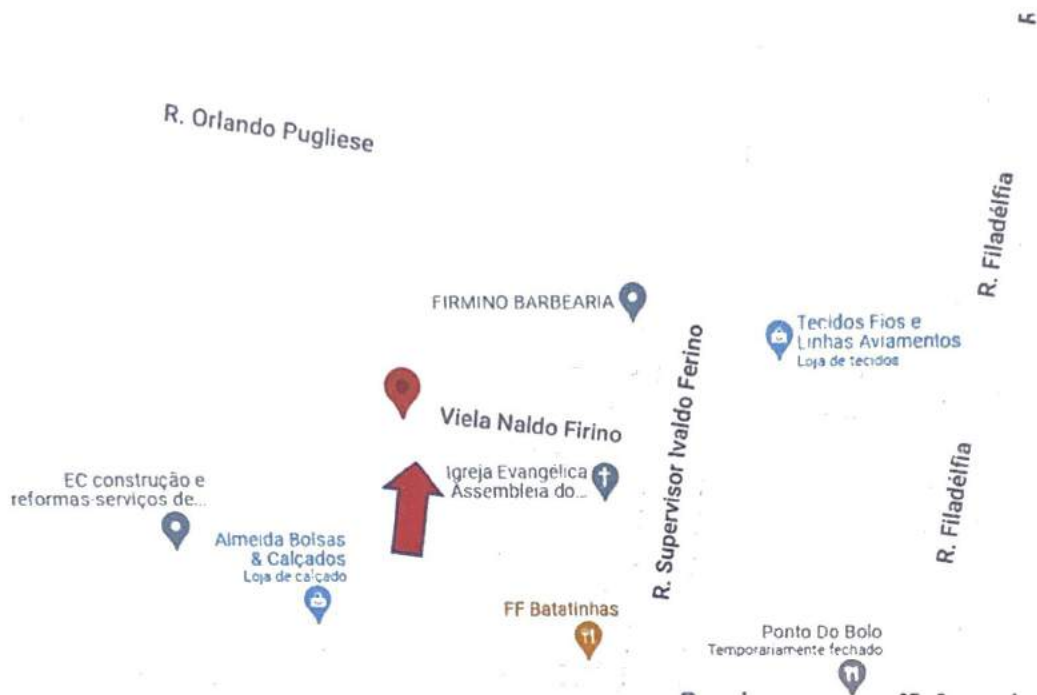 R. Orlando Pugliese
R. Filadélfia
FIRMINO BARBEARIA
Tecidos Fios e
Linhas Aviamentos
Loja de tecidos
R. Supervisor Ivaldo Ferino
Viela Naldo Firino
Igreja Evangélica
Assembleia do...
EC construção e
reformas-serviços de...
R. Filadélfia
Almeida Bolsas
& Calçados
Loja de calçado
FF Batatinhas
Ponto Do Bolo
Temporariamente fechado